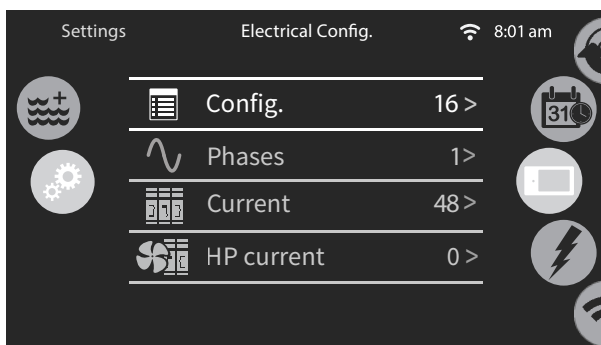 Settings Electrical Config. 8:01 am
Config. 16 >
31
Phases 1 >
Current 48 >
HP current 0 >